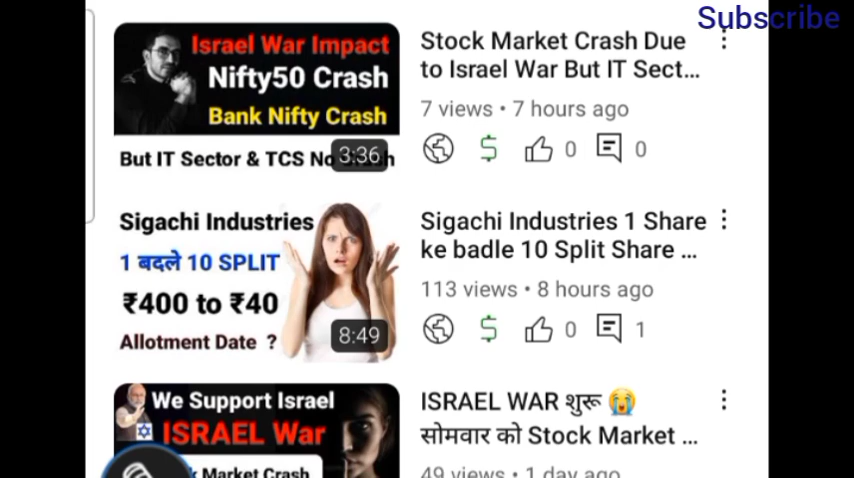 Subscribe
Israel War Impact
Nifty50 Crash
Bank Nifty Crash
But IT Sector & TCS No
3:36
Stock Market Crash Due
to Israel War But IT Sect...
7 views • 7 hours ago
0 0
Sigachi Industries
1 बदले 10 SPLIT
₹400 to ₹40
Allotment Date ?
8:49
Sigachi Industries 1 Share
ke badle 10 Split Share ...
113 views • 8 hours ago
0 1
We Support Israel
ISRAEL War
Market Crash
ISRAEL WAR शुरू 😭
सोमवार को Stock Market ...
49 views • 1 day ago